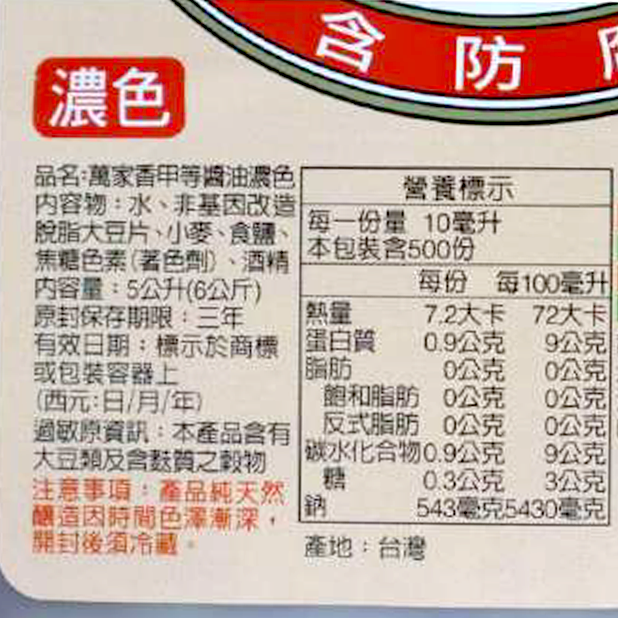 含防
濃色
品名:萬家香甲等醬油濃色
內容物：水、非基因改造
脫脂大豆片、小麥、食鹽、
焦糖色素(著色劑)、酒精
內容量：5公升(6公斤)
原封保存期限：三年
有效日期：標示於商標
或包裝容器上
(西元:日/月/年)
過敏原資訊：本產品含有
大豆類及含麩質之穀物
注意事項：產品純天然
釀造因時間色澤漸深，
開封後須冷藏。
營養標示
每一份量 10毫升
本包裝含500份
每份 每100毫升
熱量 7.2大卡 72大卡
蛋白質 0.9公克 9公克
脂肪 0公克 0公克
飽和脂肪 0公克 0公克
反式脂肪 0公克 0公克
碳水化合物 0.9公克 9公克
糖 0.3公克 3公克
鈉 543毫克 5430毫克
產地：台灣